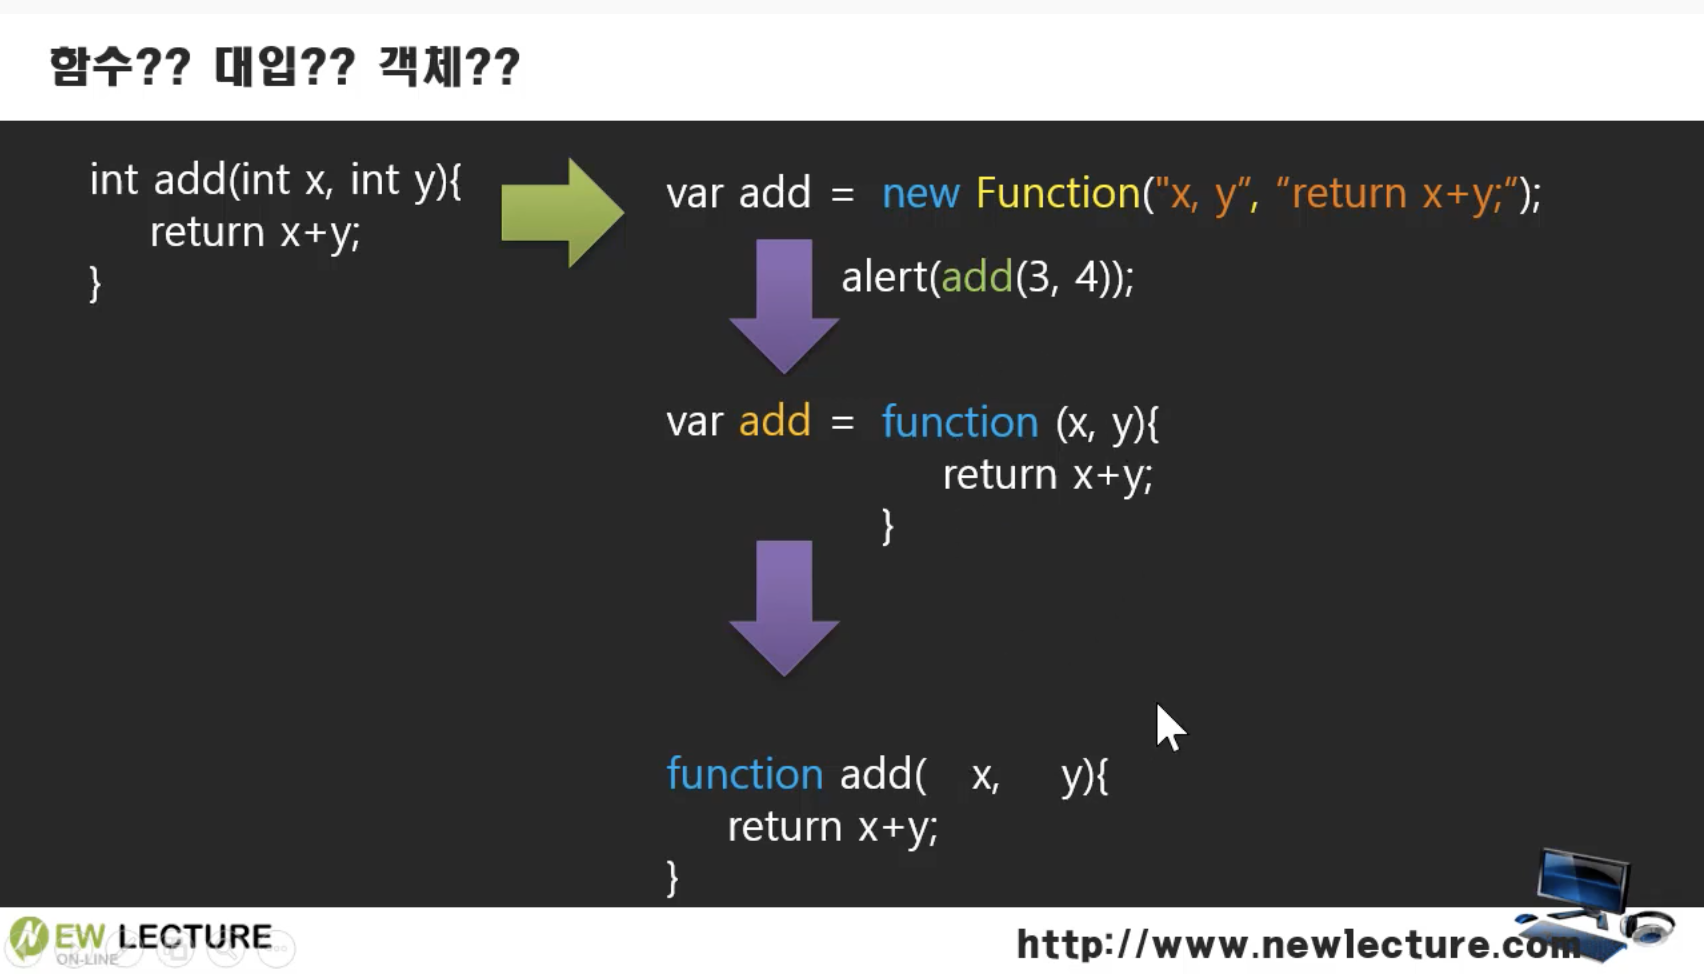 함수?? 대입?? 객체??
int add(int x, int y){
return x+y;
}
var add = new Function("x, y”, “return x+y;“);
alert(add(3, 4));
var add = function (x, y){
return x+y;
}
function add( x, y){
return x+y;
}
NEW LECTURE
ON-LINE
http://www.newlecture.com